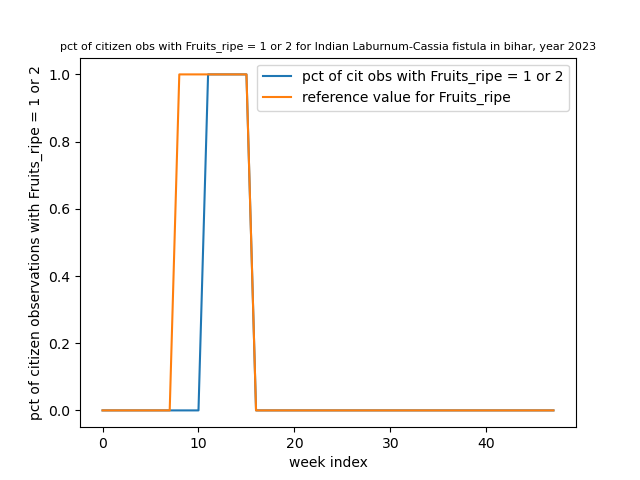 pct of citizen obs with Fruits_ripe = 1 or 2 for Indian Laburnum-Cassia fistula in bihar, year 2023
pct of cit obs with Fruits_ripe = 1 or 2
reference value for Fruits_ripe
pct of citizen observations with Fruits_ripe = 1 or 2
1.0
0.8
0.6
0.4
0.2
0.0
0 10 20 30 40
week index